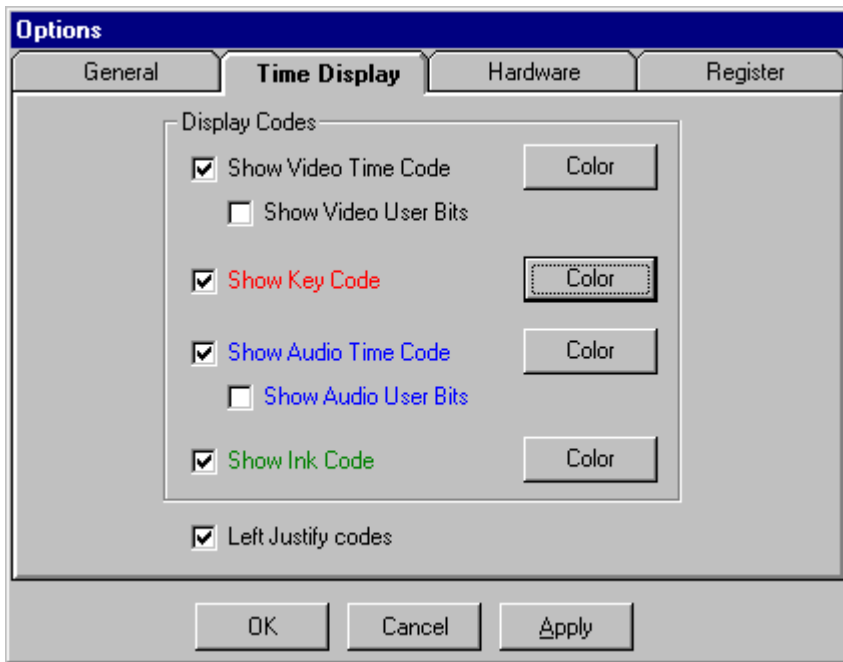 Options
General Time Display Hardware Register
Display Codes
Show Video Time Code Color
Show Video User Bits
Show Key Code Color
Show Audio Time Code Color
Show Audio User Bits
Show Ink Code Color
Left Justify codes
OK Cancel Apply